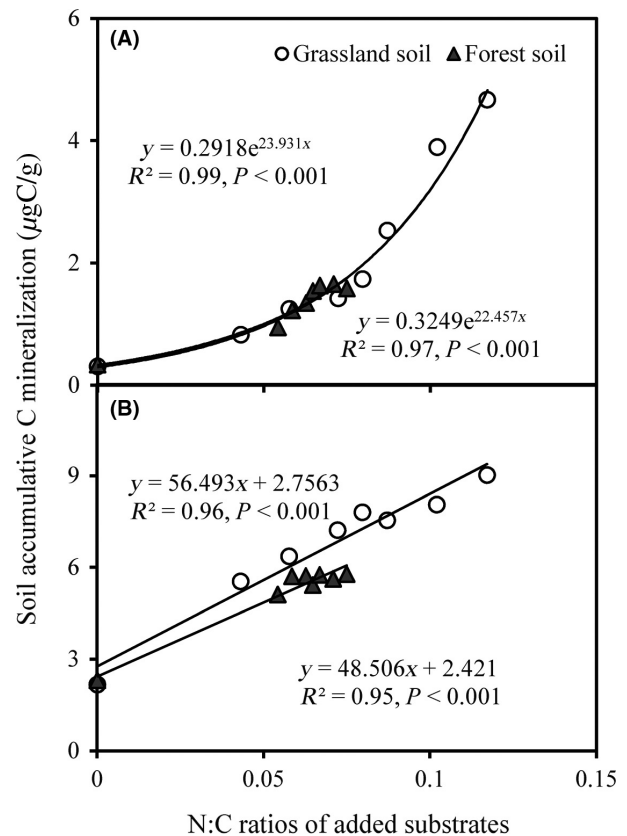 (A)
Grassland soil Forest soil
y = 0.2918e^23.931x
R² = 0.99, P < 0.001
y = 0.3249e^22.457x
R² = 0.97, P < 0.001
6
4
2
0
(B)
y = 56.493x + 2.7563
R² = 0.96, P < 0.001
y = 48.506x + 2.421
R² = 0.95, P < 0.001
9
6
3
0
0 0.05 0.1 0.15
Soil accumulative C mineralization (µgC/g)
N:C ratios of added substrates